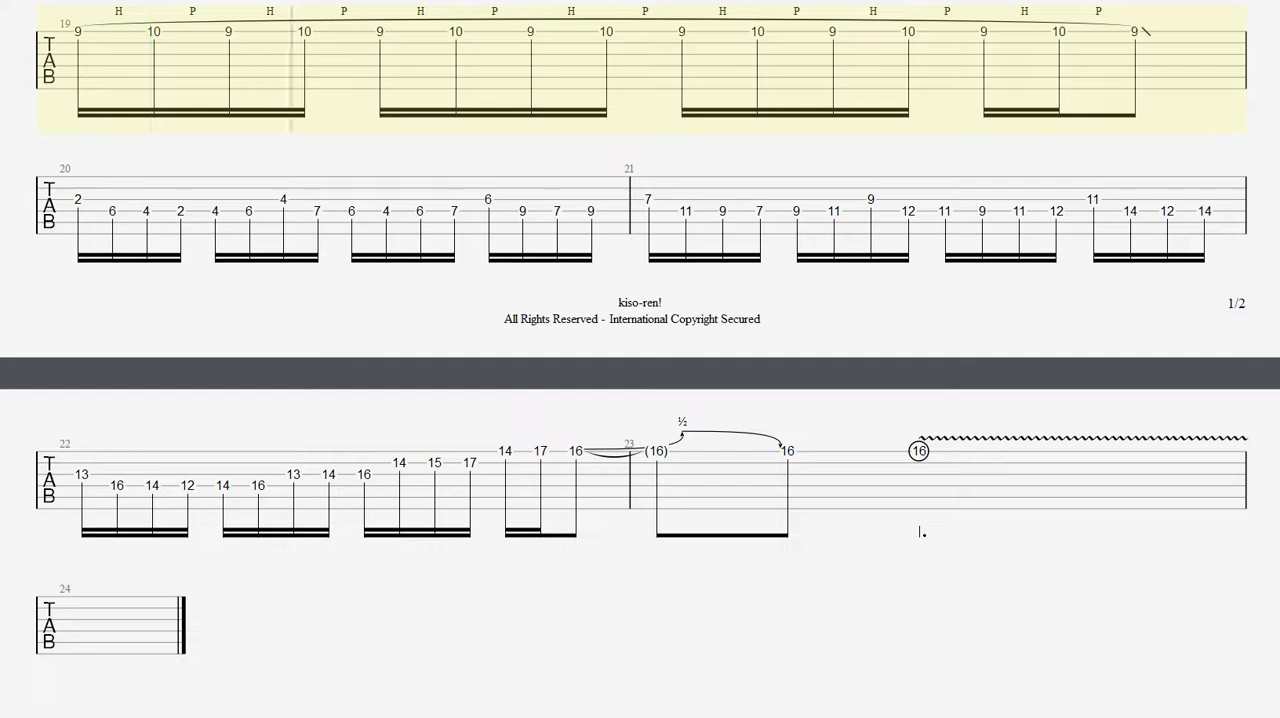 H P H P H P H P H P H P H P
19
9 10 9 10 9 10 9 10 9 10 9 10 9 10 9
T
A
B
20 21
2 6 4 2 4 6 4 7 6 4 6 7 6 9 7 9 7 11 9 7 9 11 9 12 11 9 11 12 11 14 12 14
T
A
B
kiso-ren!
All Rights Reserved - International Copyright Secured
1/2
½
22 23
13 16 14 12 14 16 13 14 16 14 15 17 14 17 16 (16) 16 16
T
A
B
24
T
A
B